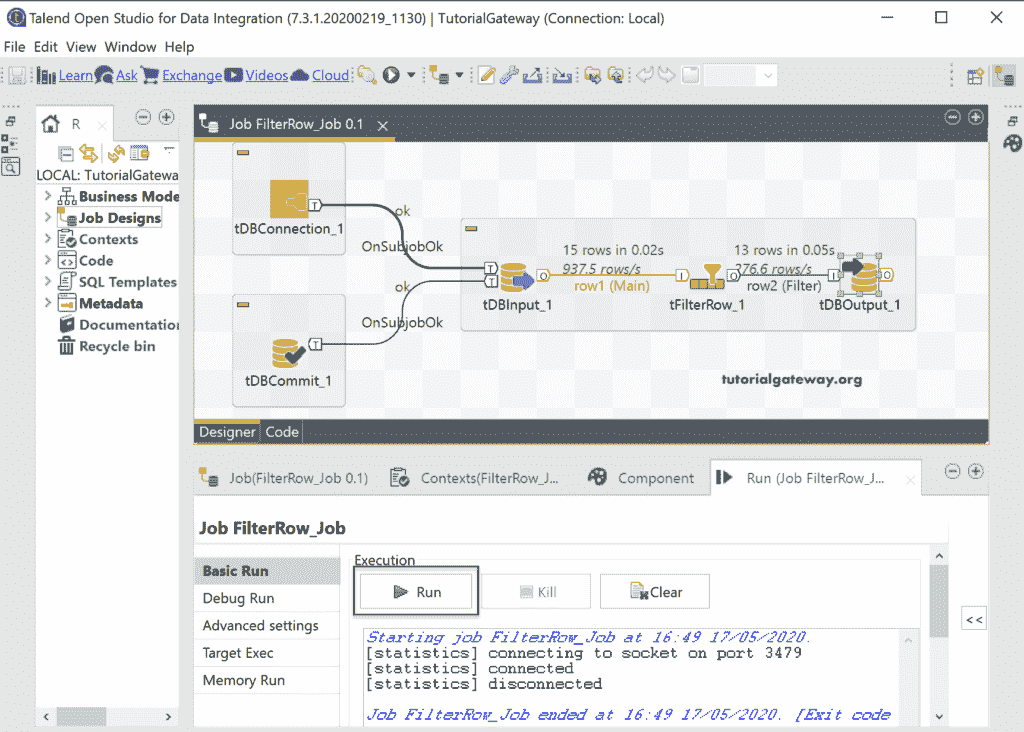 Talend Open Studio for Data Integration (7.3.1.20200219_1130) | TutorialGateway (Connection: Local)
File Edit View Window Help
Learn Ask Exchange Videos Cloud
R
Job FilterRow_Job 0.1
LOCAL: TutorialGatewa
Business Mode
Job Designs
Contexts
Code
SQL Templates
Metadata
Documentation
Recycle bin
T
tDBConnection_1
ok
OnSubjobOk
ok
OnSubjobOk
T
tDBCommit_1
15 rows in 0.02s
937.5 rows/s
row1 (Main)
13 rows in 0.05s
276.6 rows/s
row2 (Filter)
T
T
O
I
O
I
O
tDBInput_1
tFilterRow_1
tDBOutput_1
tutorialgateway.org
Designer Code
Job(FilterRow_Job 0.1) Contexts(FilterRow_J... Component Run (Job FilterRow_J...
Job FilterRow_Job
Basic Run
Debug Run
Advanced settings
Target Exec
Memory Run
Execution
Run Kill Clear
<<
Starting job FilterRow_Job at 16:49 17/05/2020.
[statistics] connecting to socket on port 3479
[statistics] connected
[statistics] disconnected
Job FilterRow_Job ended at 16:49 17/05/2020. [Exit code